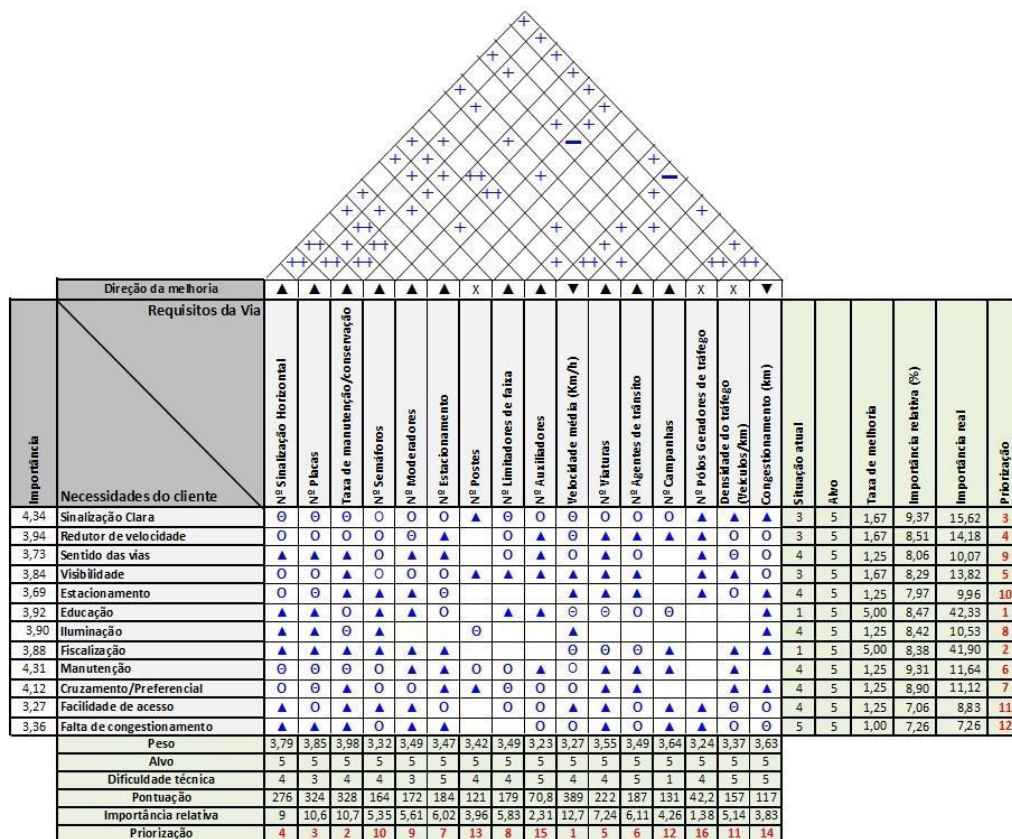 Direção da melhoria X X X
Requisitos da Via
Importância
Necessidades do cliente
Nº Sinalização Horizontal
Nº Placas
Taxa de manutenção/conservação
Nº Semáforos
Nº Moderadores
Nº Estacionamento
Nº Postes
Nº Limitadores de faixa
Nº Auxiliadores
Velocidade média (Km/h)
Nº Viaturas
Nº Agentes de trânsito
Nº Campanhas
Nº Pólos Geradores de tráfego
Densidade do tráfego
(Veiculos/km)
Congestionamento (km)
Situação atual
Alvo
Taxa de melhoria
Importância relativa (%)
Importância real
Priorização
4,34 Sinalização Clara 3 5 1,67 9,37 15,62 3
3,94 Redutor de velocidade 3 5 1,67 8,51 14,18 4
3,73 Sentido das vias 4 5 1,25 8,06 10,07 9
3,84 Visibilidade 3 5 1,67 8,29 13,82 5
3,69 Estacionamento 4 5 1,25 7,97 9,96 10
3,92 Educação 1 5 5,00 8,47 42,33 1
3,90 Iluminação 4 5 1,25 8,42 10,53 8
3,88 Fiscalização 1 5 5,00 8,38 41,90 2
4,31 Manutenção 4 5 1,25 9,31 11,64 6
4,12 Cruzamento/Preferencial 4 5 1,25 8,90 11,12 7
3,27 Facilidade de acesso 4 5 1,25 7,06 8,83 11
3,36 Falta de congestionamento 5 5 1,00 7,26 7,26 12
Peso 3,79 3,85 3,98 3,32 3,49 3,47 3,42 3,49 3,23 3,27 3,55 3,49 3,64 3,24 3,37 3,63
Alvo 5 5 5 5 5 5 5 5 5 5 5 5 5 5 5 5
Dificuldade técnica 4 3 4 4 3 5 4 4 5 4 4 5 1 4 5 5
Pontuação 276 324 328 164 172 184 121 179 70,8 389 222 187 131 42,2 157 117
Importância relativa 9 10,6 10,7 5,35 5,61 6,02 3,96 5,83 2,31 12,7 7,24 6,11 4,26 1,38 5,14 3,83
Priorização 4 3 2 10 9 7 13 8 15 1 5 6 12 16 11 14